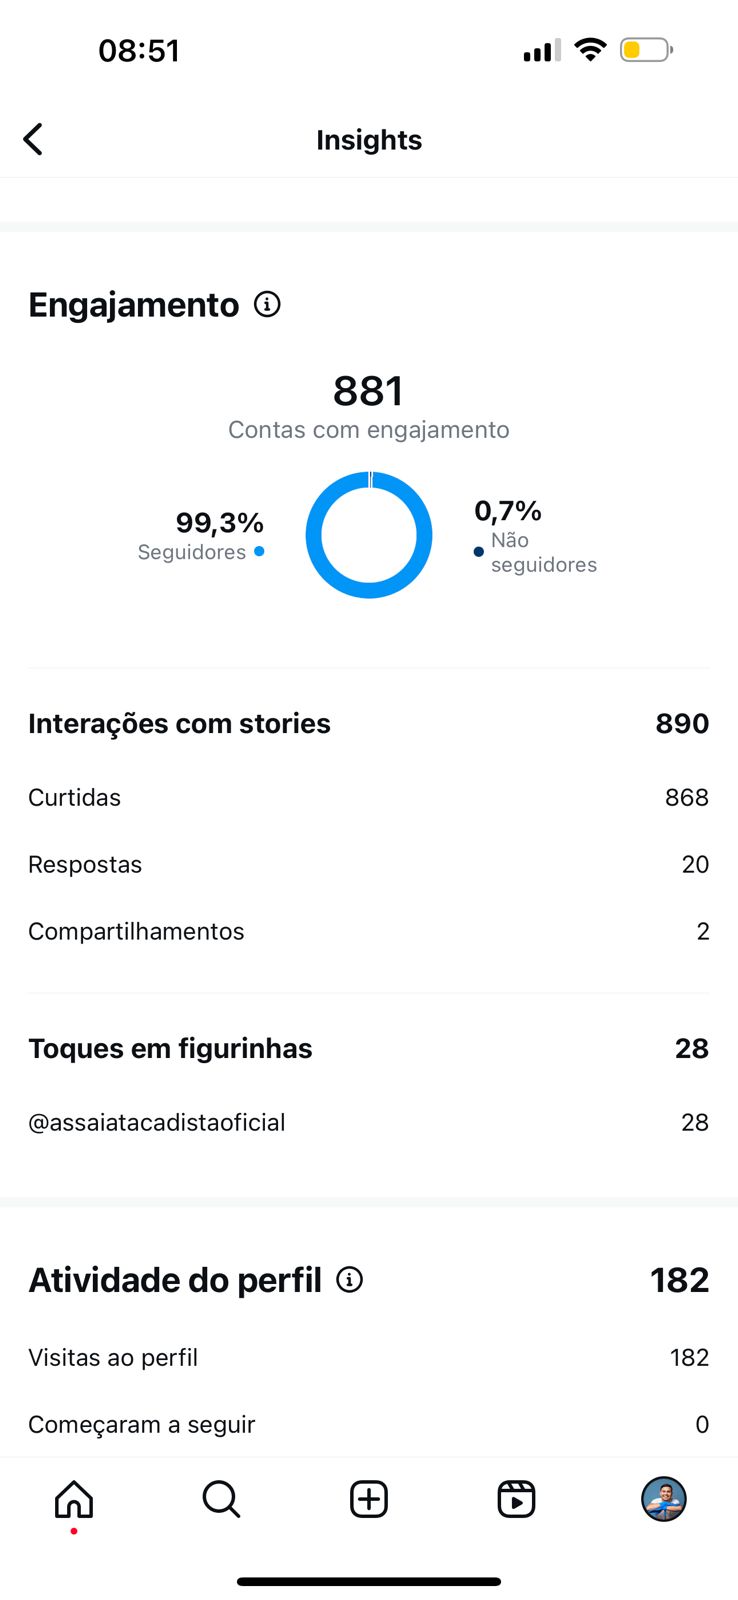 08:51
Insights
Engajamento
881
Contas com engajamento
99,3%
Seguidores
0,7%
Não
seguidores
Interações com stories 890
Curtidas 868
Respostas 20
Compartilhamentos 2
Toques em figurinhas 28
@assaiatacadistaoficial 28
Atividade do perfil 182
Visitas ao perfil 182
Começaram a seguir 0